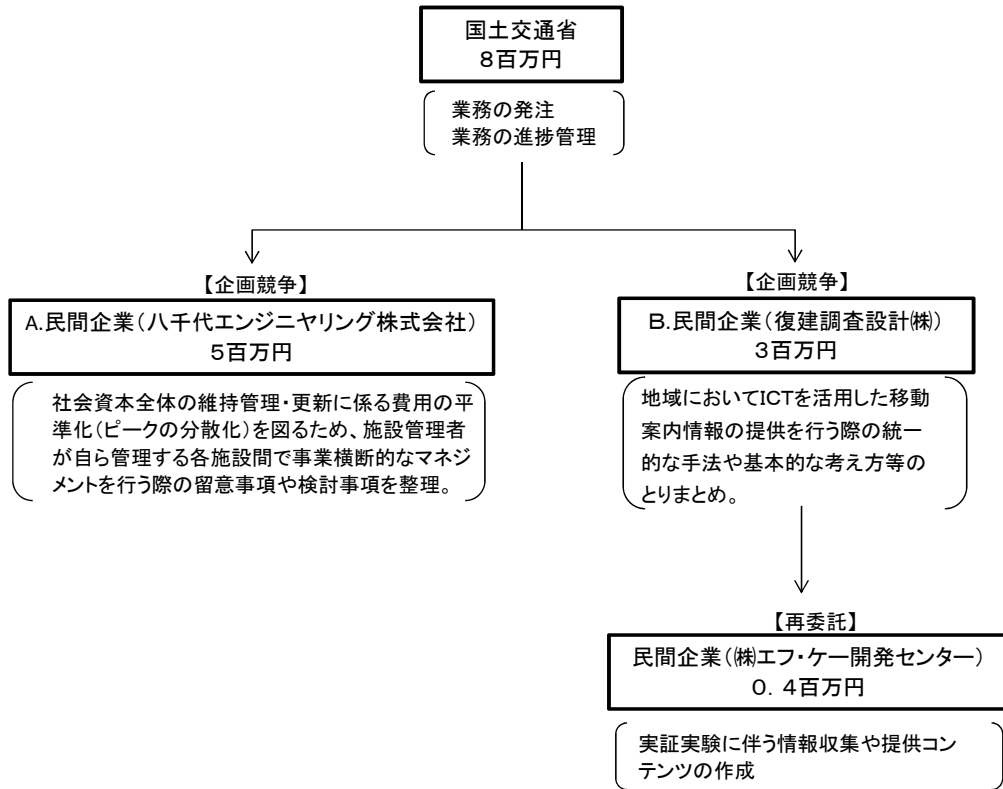 国土交通省
8百万円
業務の発注
業務の進捗管理
【企画競争】
A.民間企業(八千代エンジニヤリング株式会社)
5百万円
社会資本全体の維持管理・更新に係る費用の平
準化(ピークの分散化)を図るため、施設管理者
が自ら管理する各施設間で事業横断的なマネジ
メントを行う際の留意事項や検討事項を整理。
【企画競争】
B.民間企業(復建調査設計㈱)
3百万円
地域においてICTを活用した移動
案内情報の提供を行う際の統一
的な手法や基本的な考え方等の
とりまとめ。
【再委託】
民間企業(㈱エフ・ケー開発センター)
0.4百万円
実証実験に伴う情報収集や提供コン
テンツの作成